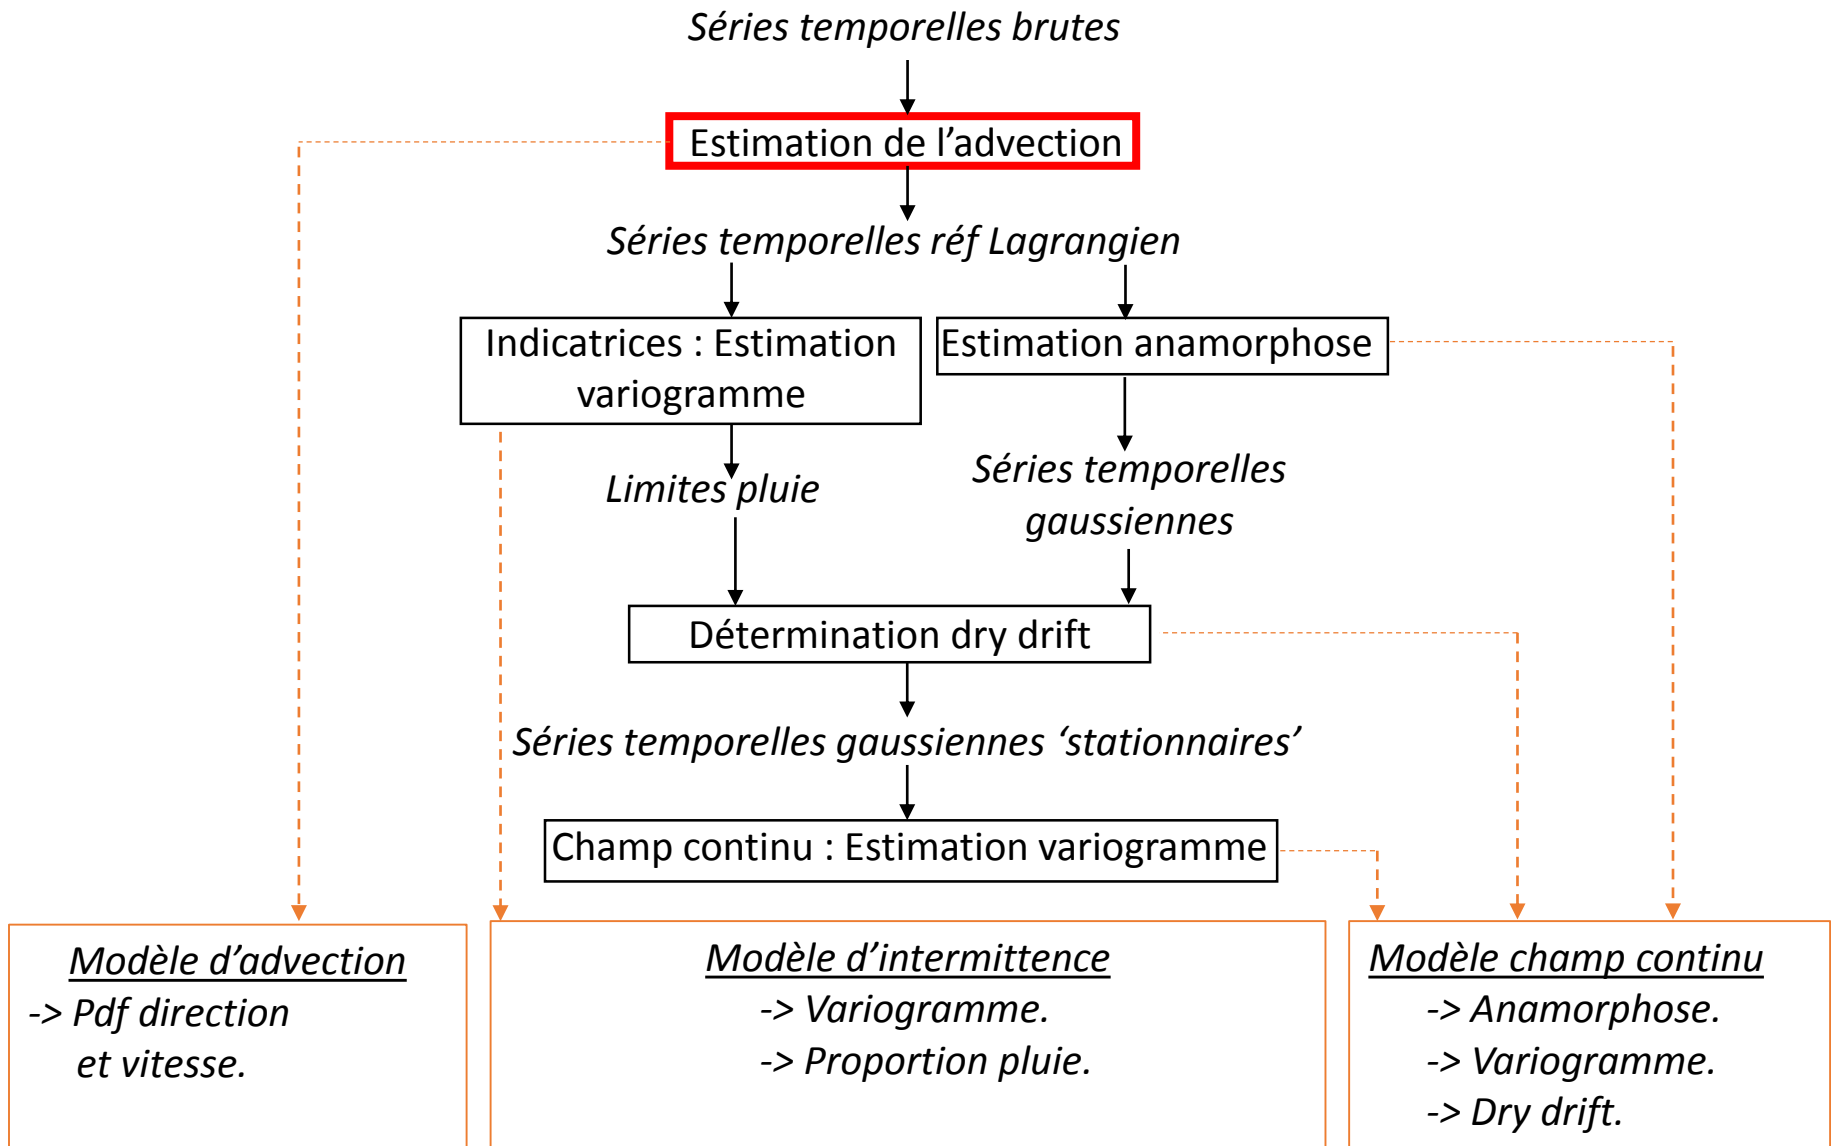 Séries temporelles brutes
Estimation de l’advection
Séries temporelles réf Lagrangien
Indicatrices : Estimation
variogramme
Estimation anamorphose
Limites pluie
Séries temporelles
gaussiennes
Détermination dry drift
Séries temporelles gaussiennes ‘stationnaires’
Champ continu : Estimation variogramme
Modèle d’advection
-> Pdf direction
et vitesse.
Modèle d’intermittence
-> Variogramme.
-> Proportion pluie.
Modèle champ continu
-> Anamorphose.
-> Variogramme.
-> Dry drift.